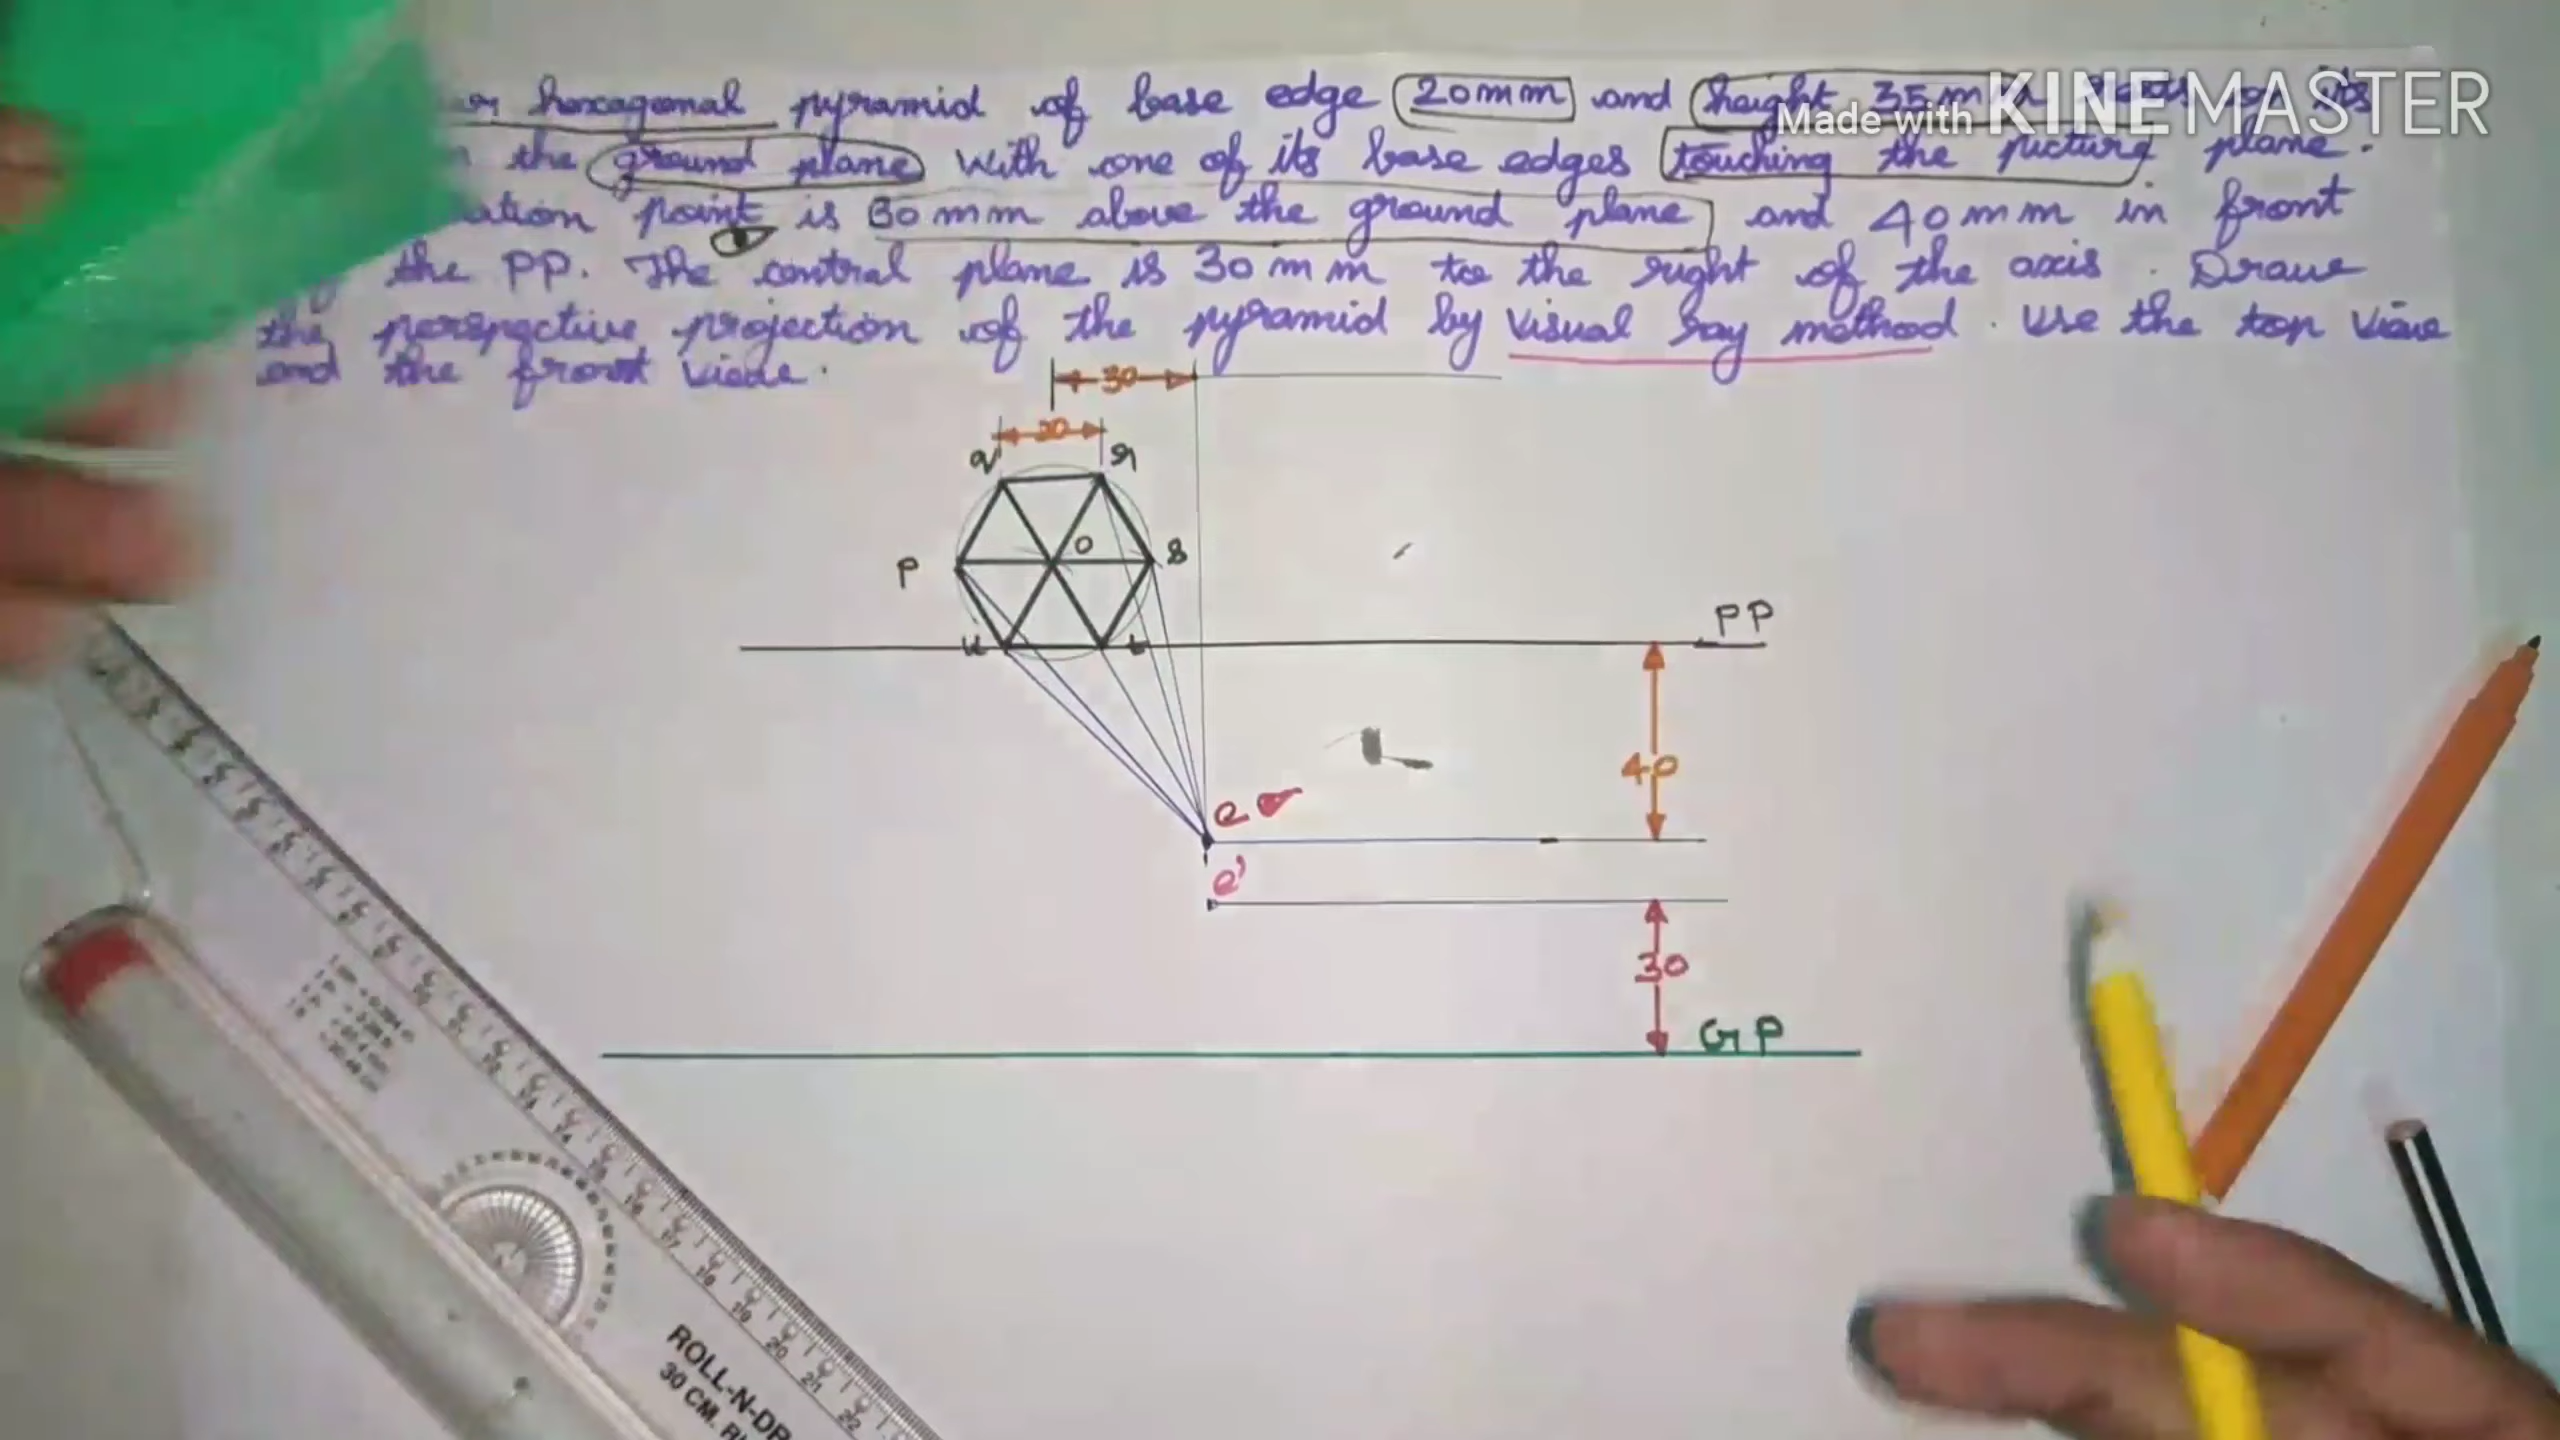 hexagonal pyramid of base edge 20mm and height 35mm its
the ground plane with one of its base edges touching the picture plane.
point is 30mm above the ground plane and 40mm in front
the PP. The central plane is 30mm to the right of the axis. Draw
the perspective projection of the pyramid by visual ray method. Use the top view
and the front view.
Made with KINEMASTER
30
20
q r
P O s
u t
PP
40
e
e'
30
GP
ROLL-N-DR
30 CM.